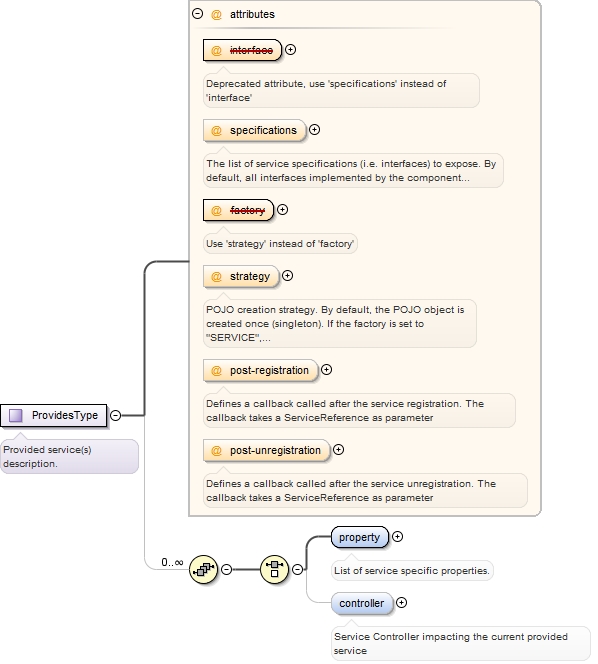 @ attributes
@ interface
Deprecated attribute, use 'specifications' instead of
'interface'
@ specifications
The list of service specifications (i.e. interfaces) to expose. By
default, all interfaces implemented by the component...
@ factory
Use 'strategy' instead of 'factory'
@ strategy
POJO creation strategy. By default, the POJO object is
created once (singleton). If the factory is set to
"SERVICE",...
@ post-registration
Defines a callback called after the service registration. The
callback takes a ServiceReference as parameter
ProvidesType
Provided service(s)
description.
@ post-unregistration
Defines a callback called after the service unregistration. The
callback takes a ServiceReference as parameter
0..∞
property
List of service specific properties.
controller
Service Controller impacting the current provided
service